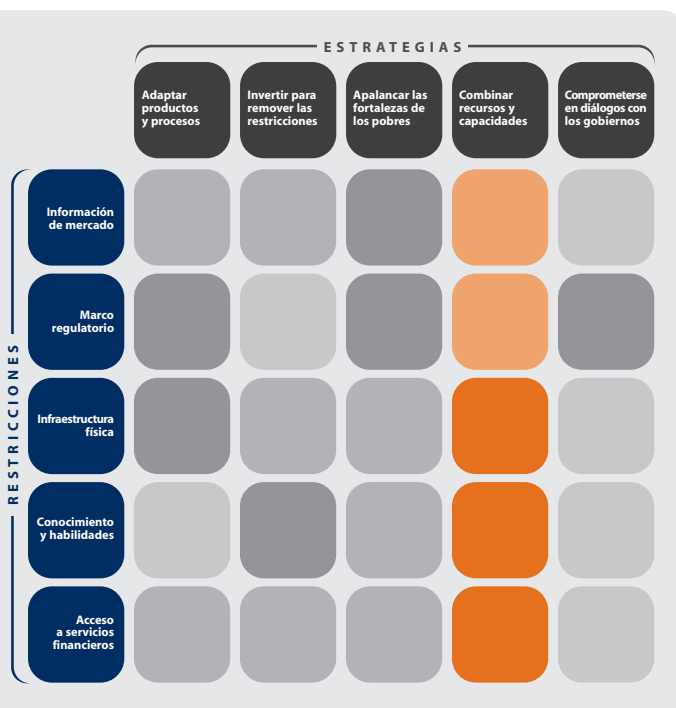 ESTRATEGIAS
Adaptar
productos
y procesos
Invertir para
remover las
restricciones
Apalancar las
fortalezas de
los pobres
Combinar
recursos y
capacidades
Comprometerse
en diálogos con
los gobiernos
RESTRICCIONES
Información
de mercado
Marco
regulatorio
Infraestructura
física
Conocimiento
y habilidades
Acceso
a servicios
financieros